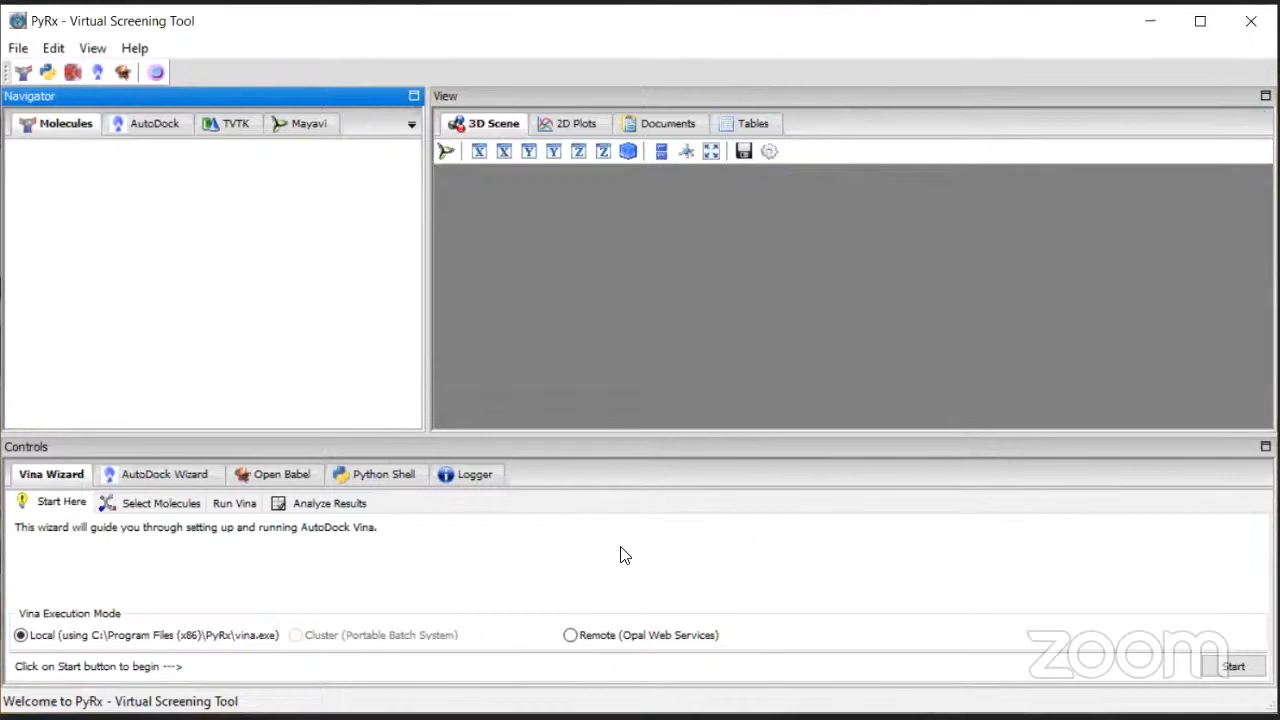 PyRx - Virtual Screening Tool
File Edit View Help
Navigator
View
Molecules AutoDock TVTK Mayavi
3D Scene 2D Plots Documents Tables
X X Y Y Z Z
Controls
Vina Wizard AutoDock Wizard Open Babel Python Shell Logger
Start Here Select Molecules Run Vina Analyze Results
This wizard will guide you through setting up and running AutoDock Vina.
Vina Execution Mode
Local (using C:\Program Files (x86)\PyRx\vina.exe) Cluster (Portable Batch System) Remote (Opal Web Services)
zoom
Click on Start button to begin --->
Start
Welcome to PyRx - Virtual Screening Tool